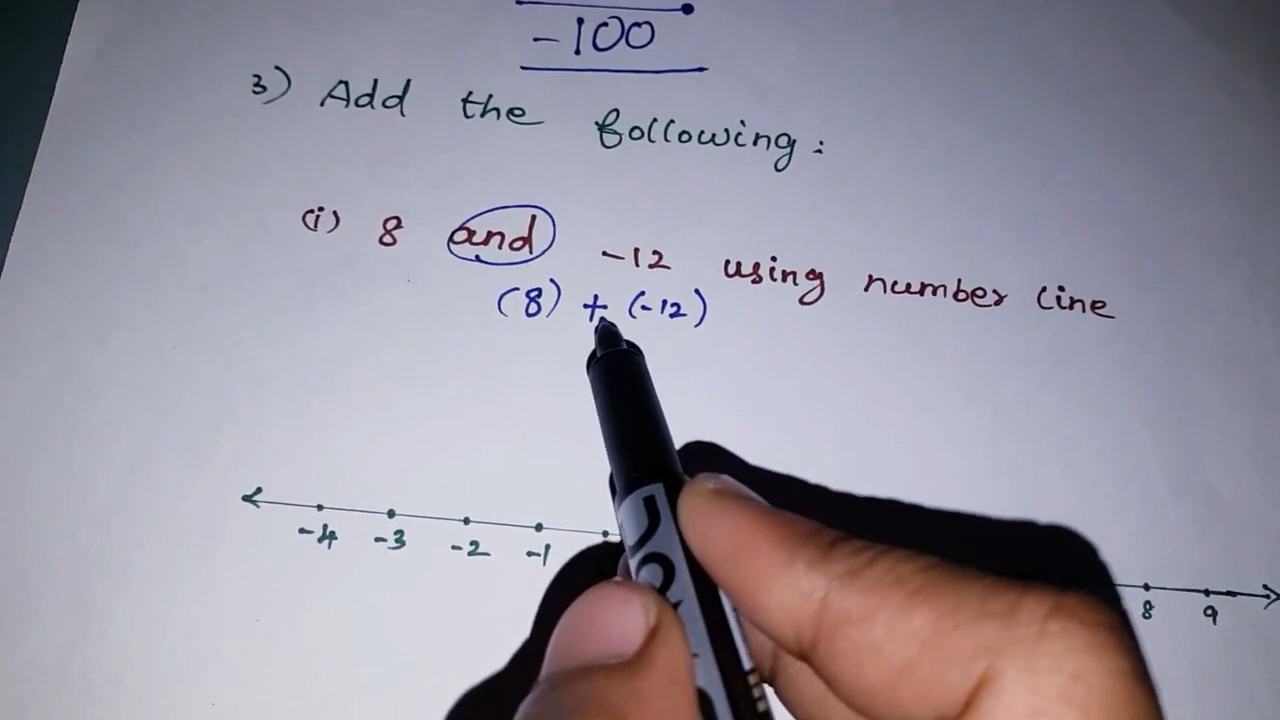 -100
3) Add the following:
(i) 8 and -12 using number line
(8) + (-12)
-4 -3 -2 -1 8 9